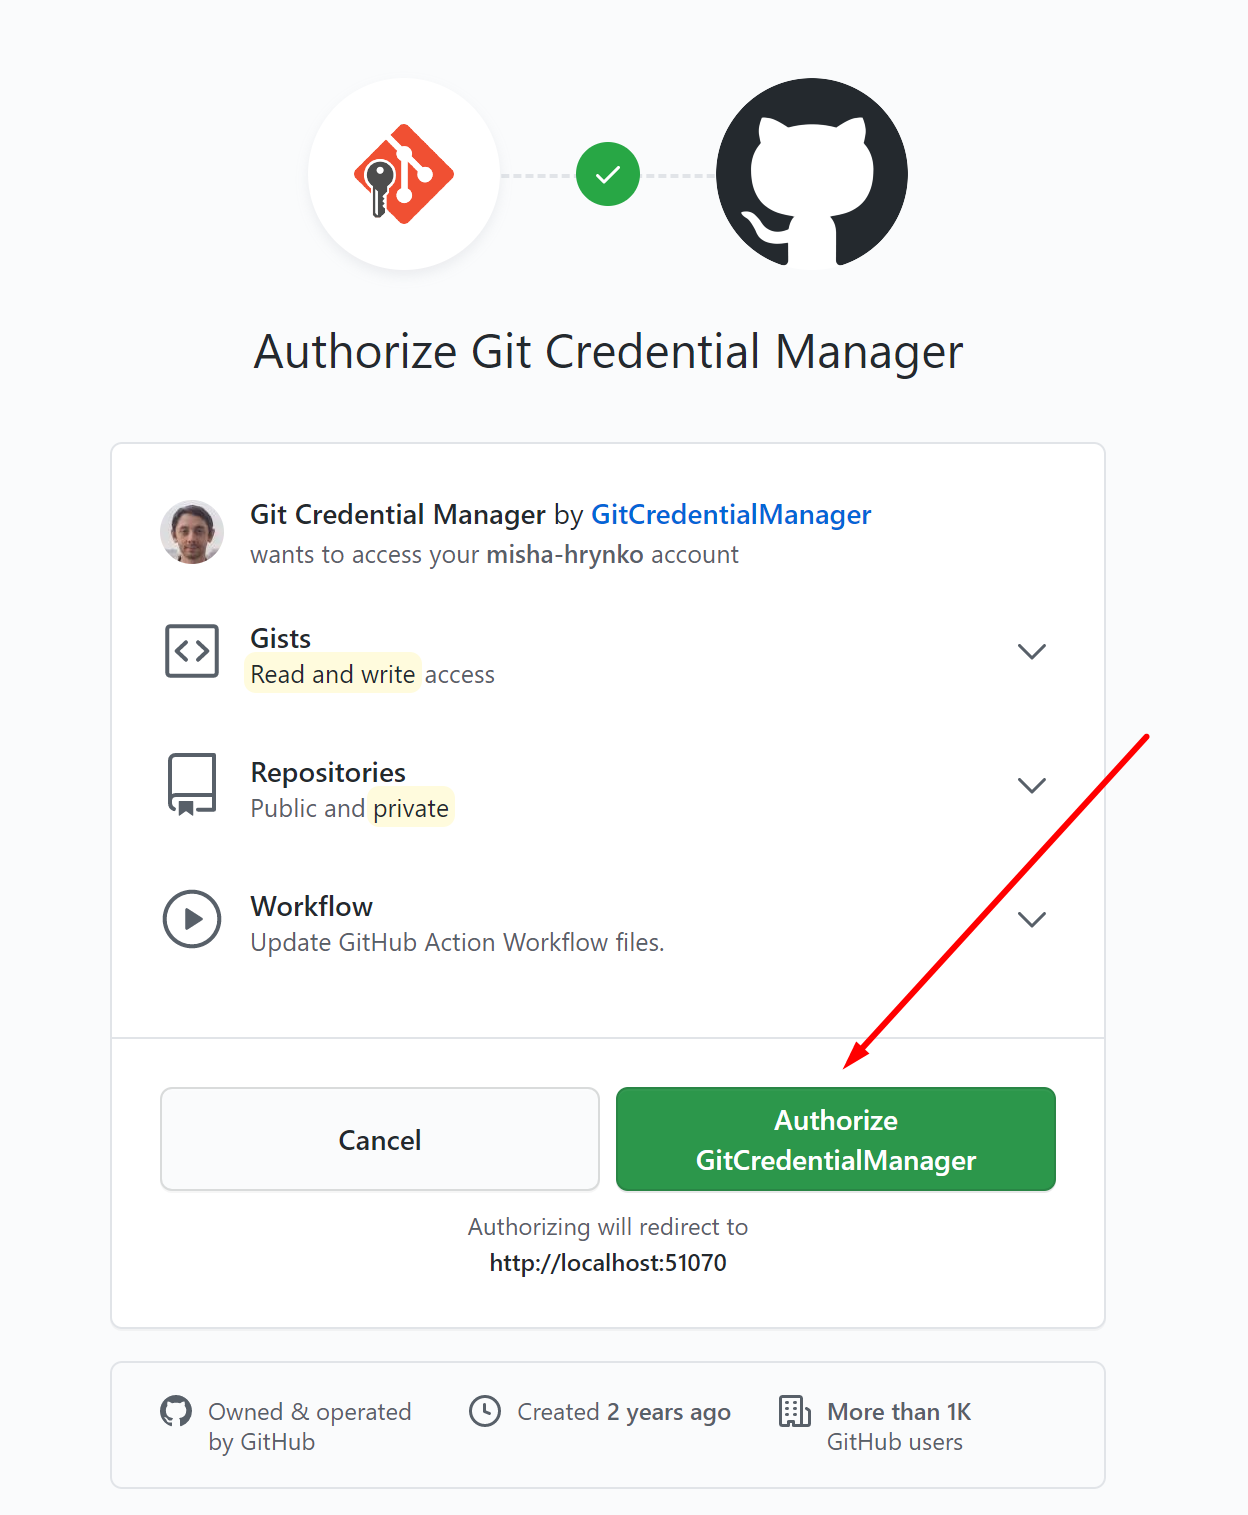 Authorize Git Credential Manager
Git Credential Manager by GitCredentialManager
wants to access your misha-hrynko account
Gists
Read and write access
Repositories
Public and private
Workflow
Update GitHub Action Workflow files.
Cancel
Authorize
GitCredentialManager
Authorizing will redirect to
http://localhost:51070
Owned & operated
by GitHub
Created 2 years ago
More than 1K
GitHub users